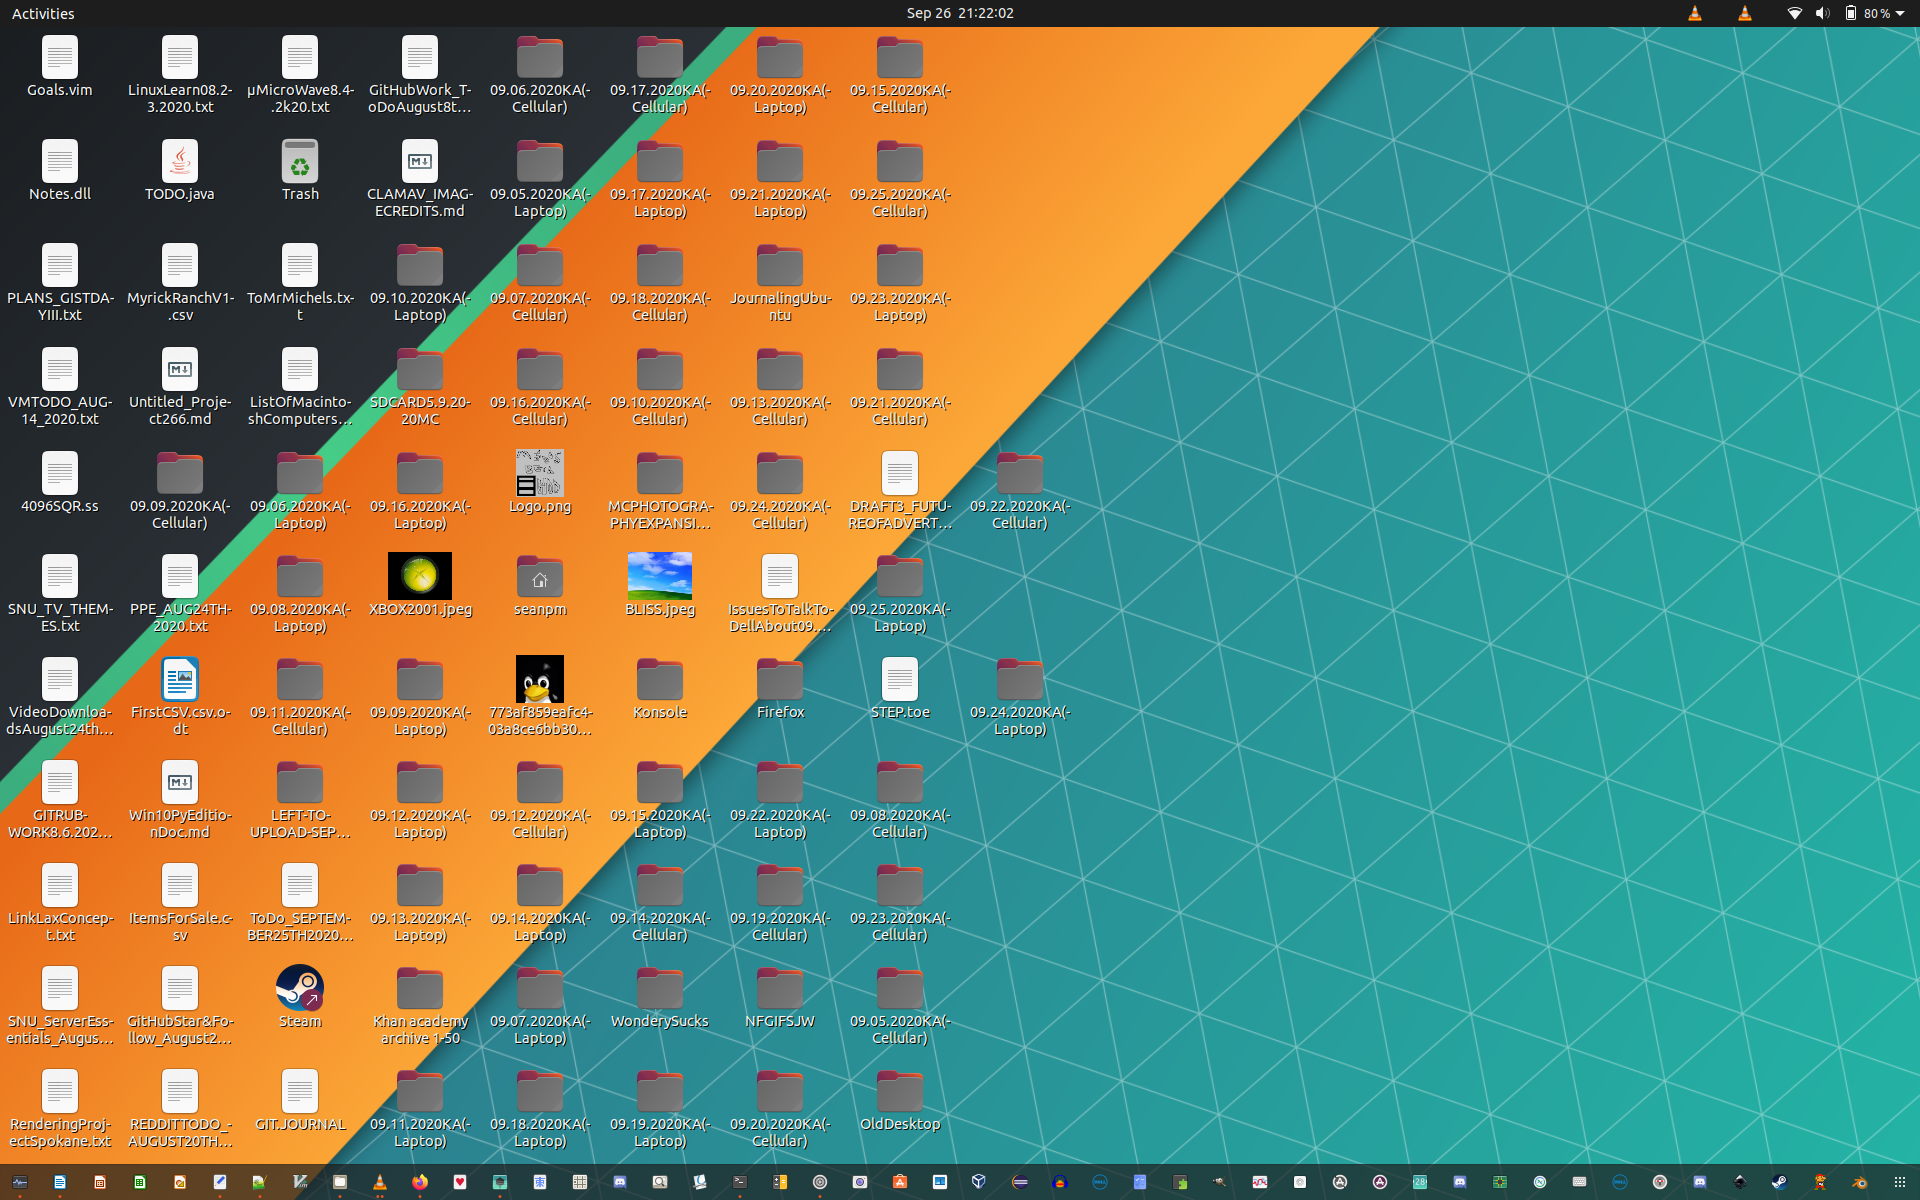 Activities
Sep 26 21:22:02
80 %
Goals.vim
LinuxLearn08.2-
3.2020.txt
µMicroWave8.4-
.2k20.txt
GitHubWork_T-
oDoAugust8t...
09.06.2020KA(-
Cellular)
09.17.2020KA(-
Cellular)
09.20.2020KA(-
Laptop)
09.15.2020KA(-
Cellular)
Notes.dll
TODO.java
Trash
CLAMAV_IMAG-
ECREDITS.md
09.05.2020KA(-
Laptop)
09.17.2020KA(-
Laptop)
09.21.2020KA(-
Laptop)
09.25.2020KA(-
Cellular)
PLANS_GISTDA-
YIII.txt
MyrickRanchV1-
.csv
ToMrMichels.tx-
t
09.10.2020KA(-
Laptop)
09.07.2020KA(-
Cellular)
09.18.2020KA(-
Cellular)
JournalingUbu-
ntu
09.23.2020KA(-
Laptop)
VMTODO_AUG-
14_2020.txt
Untitled_Proje-
ct266.md
ListOfMacinto-
shComputers...
SDCARD5.9.20-
20MC
09.16.2020KA(-
Cellular)
09.10.2020KA(-
Cellular)
09.13.2020KA(-
Cellular)
09.21.2020KA(-
Cellular)
4096SQR.ss
09.09.2020KA(-
Cellular)
09.06.2020KA(-
Laptop)
09.16.2020KA(-
Laptop)
Logo.png
MCPHOTOGRA-
PHYEXPANSI...
09.24.2020KA(-
Cellular)
DRAFT3_FUTU-
REOFADVERT...
09.22.2020KA(-
Cellular)
SNU_TV_THEM-
ES.txt
PPE_AUG24TH-
2020.txt
09.08.2020KA(-
Laptop)
XBOX2001.jpeg
seanpm
BLISS.jpeg
IssuesToTalkTo-
DellAbout09....
09.25.2020KA(-
Laptop)
VideoDownloa-
dsAugust24th...
FirstCSV.csv.o-
dt
09.11.2020KA(-
Cellular)
09.09.2020KA(-
Laptop)
773af859eafc4-
03a8ce6bb30...
Konsole
Firefox
STEP.toe
09.24.2020KA(-
Laptop)
GITRUB-
WORK8.6.202...
Win10PyEditio-
nDoc.md
LEFT-TO-
UPLOAD-SEP...
09.12.2020KA(-
Laptop)
09.12.2020KA(-
Cellular)
09.15.2020KA(-
Laptop)
09.22.2020KA(-
Laptop)
09.08.2020KA(-
Cellular)
LinkLaxConcep-
t.txt
ItemsForSale.c-
sv
ToDo_SEPTEM-
BER25TH2020...
09.13.2020KA(-
Laptop)
09.14.2020KA(-
Laptop)
09.14.2020KA(-
Cellular)
09.19.2020KA(-
Cellular)
09.23.2020KA(-
Cellular)
SNU_ServerEss-
entials_Augus...
GitHubStar&Fo-
llow_August2...
Steam
Khan academy
archive 1-50
09.07.2020KA(-
Laptop)
WonderySucks
NFGIFSJW
09.05.2020KA(-
Cellular)
RenderingProj-
ectSpokane.txt
REDDITTODO_-
AUGUST20TH...
GIT.JOURNAL
09.11.2020KA(-
Laptop)
09.18.2020KA(-
Laptop)
09.19.2020KA(-
Laptop)
09.20.2020KA(-
Cellular)
OldDesktop